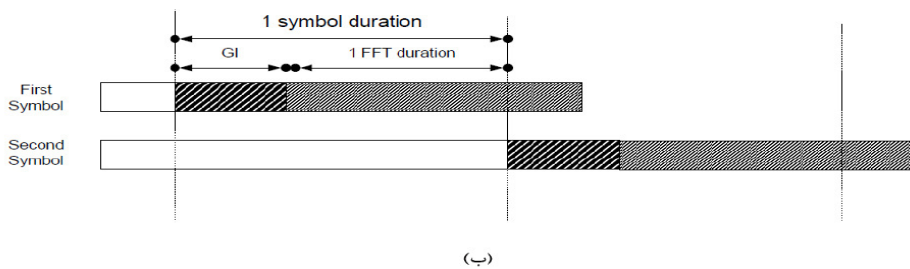 1 symbol duration
GI
1 FFT duration
First
Symbol
Second
Symbol
(ب)